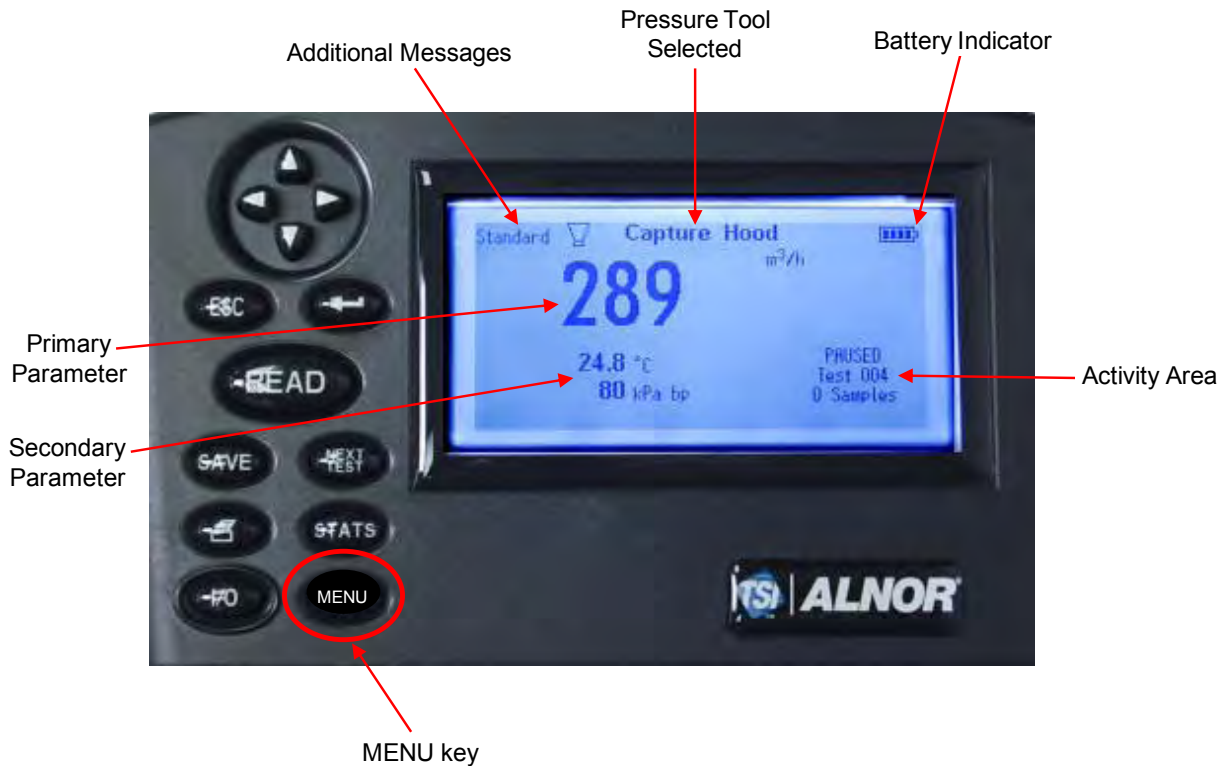 Pressure Tool
Selected
Additional Messages
Battery Indicator
Standard
Capture Hood
m³/h
289
24.8 °C
80 kPa bp
PAUSED
Test 004
0 Samples
Primary
Parameter
Secondary
Parameter
Activity Area
ESC
READ
SAVE
NEXT
TEST
STATS
I/O
MENU
TSI ALNOR
MENU key